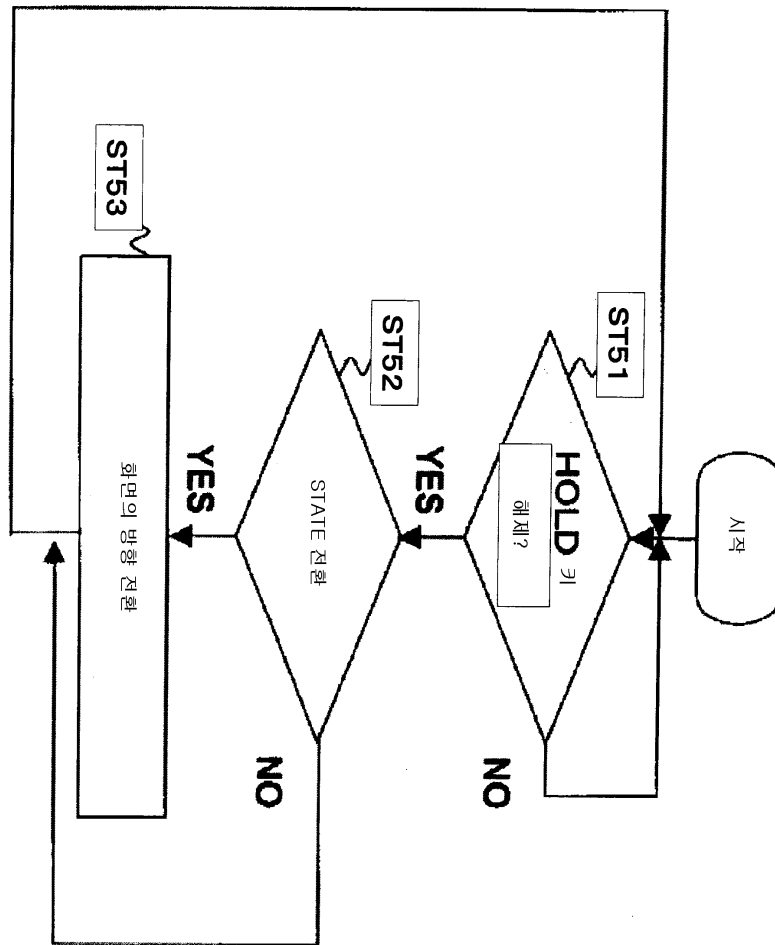 시작
ST51
HOLD 키
해제?
NO
YES
ST52
STATE 전환
NO
YES
ST53
화면의 방향 전환